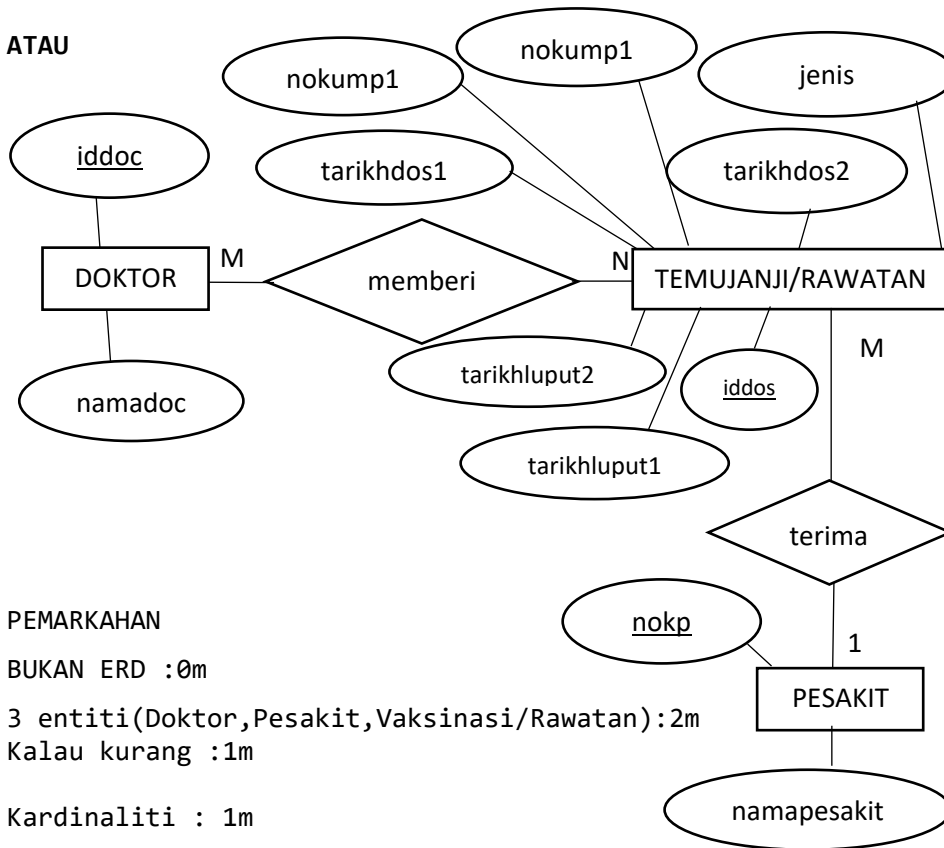 ATAU
nokump1
nokump1
jenis
iddoc
tarikhdos1
tarikhdos2
DOKTOR
M
memberi
N
TEMUJANJI/RAWATAN
M
namadoc
tarikhluput2
iddos
tarikhluput1
terima
PEMARKAHAN
nokp
1
BUKAN ERD :0m
PESAKIT
3 entiti(Doktor,Pesakit,Vaksinasi/Rawatan):2m
Kalau kurang :1m
namapesakit
Kardinaliti : 1m